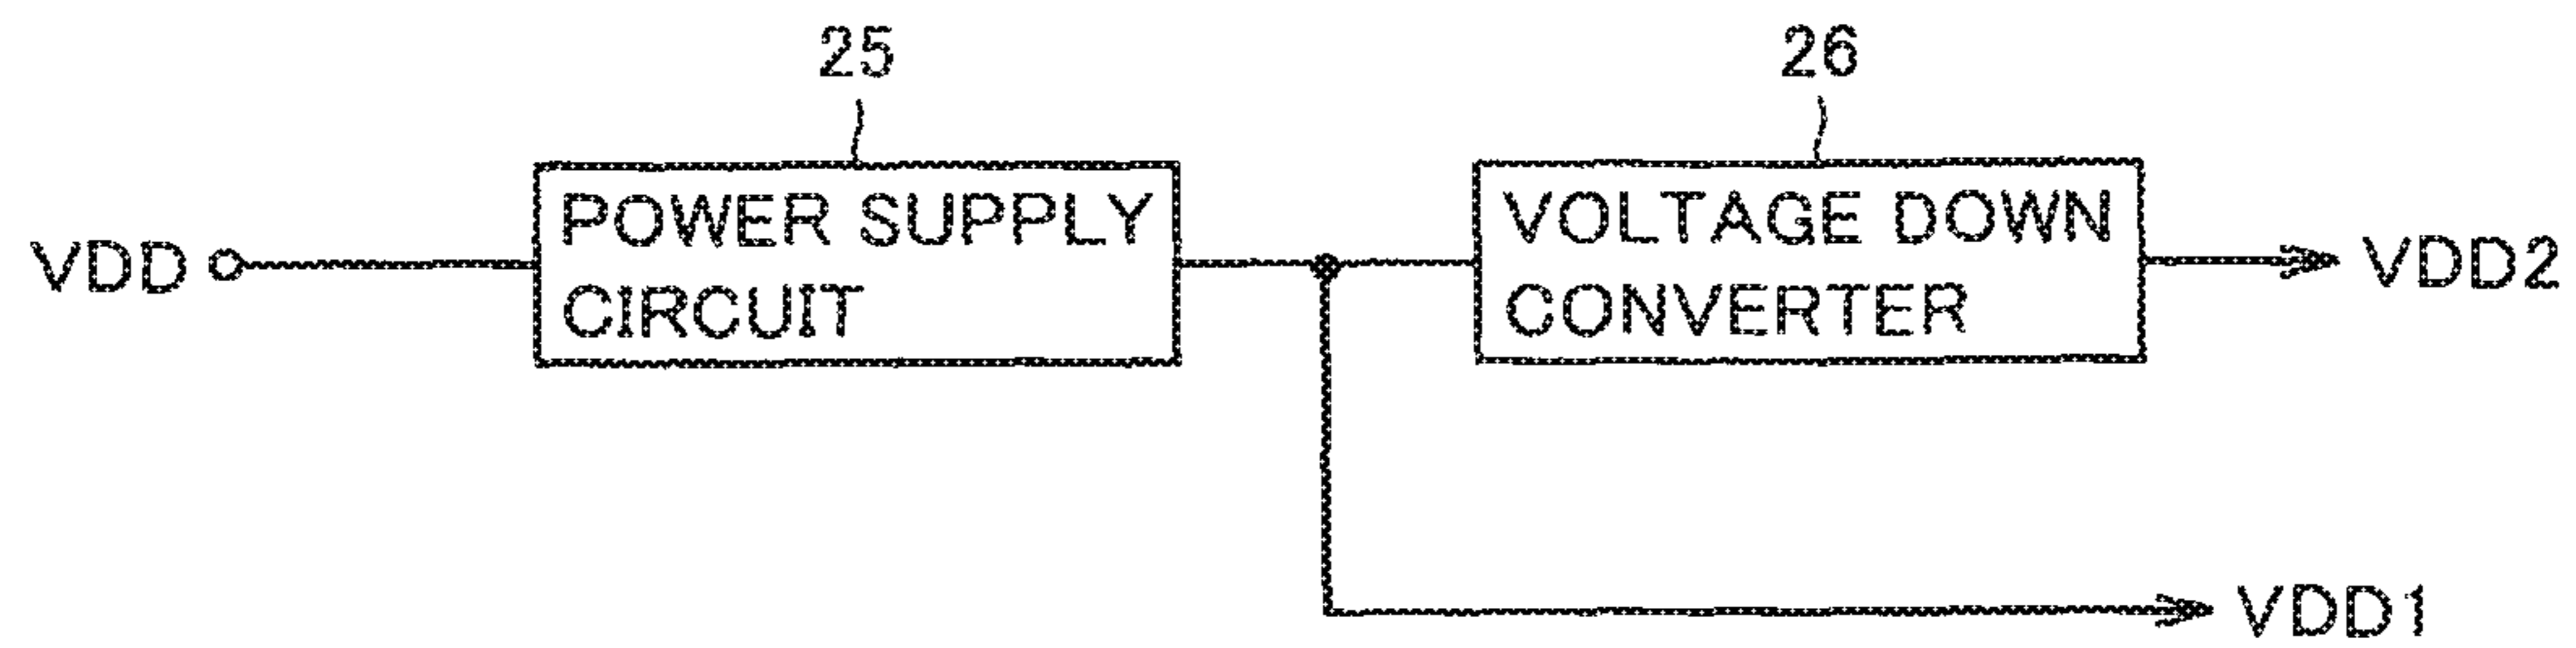 25
26
VDD
POWER SUPPLY
CIRCUIT
VOLTAGE DOWN
CONVERTER
VDD2
VDD1